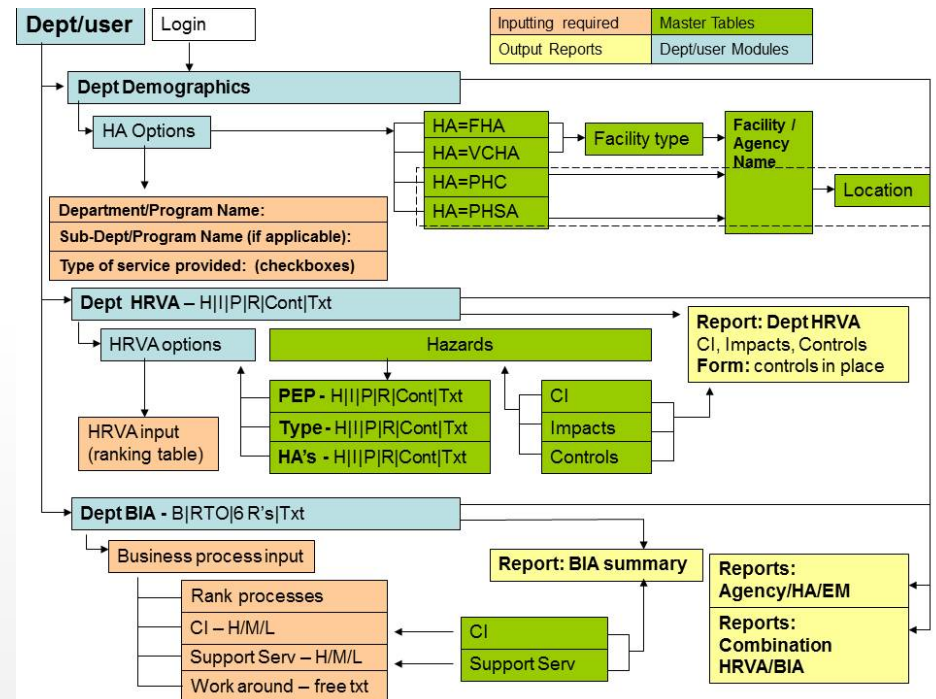 Dept/user
Login
Inputting required
Master Tables
Output Reports
Dept/user Modules
Dept Demographics
HA Options
HA=FHA
HA=VCHA
HA=PHC
HA=PHSA
Facility type
Facility /
Agency
Name
Location
Department/Program Name:
Sub-Dept/Program Name (if applicable):
Type of service provided: (checkboxes)
Dept HRVA – H|I|P|R|Cont|Txt
HRVA options
Hazards
Report: Dept HRVA
CI, Impacts, Controls
Form: controls in place
PEP - H|I|P|R|Cont|Txt
Type- H|I|P|R|Cont|Txt
HA's - H|I|P|R|Cont|Txt
CI
Impacts
Controls
HRVA input
(ranking table)
Dept BIA - B|RTO|6 R's|Txt
Business process input
Report: BIA summary
Reports:
Agency/HA/EM
Reports:
Combination
HRVA/BIA
Rank processes
CI – H/M/L
Support Serv – H/M/L
Work around – free txt
CI
Support Serv